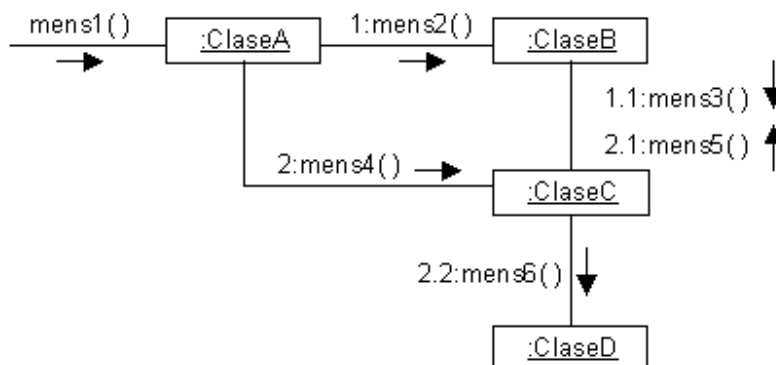 mens1()
:ClaseA
1:mens2()
:ClaseB
1.1:mens3()
2.1:mens5()
2:mens4()
:ClaseC
2.2:mens6()
:ClaseD